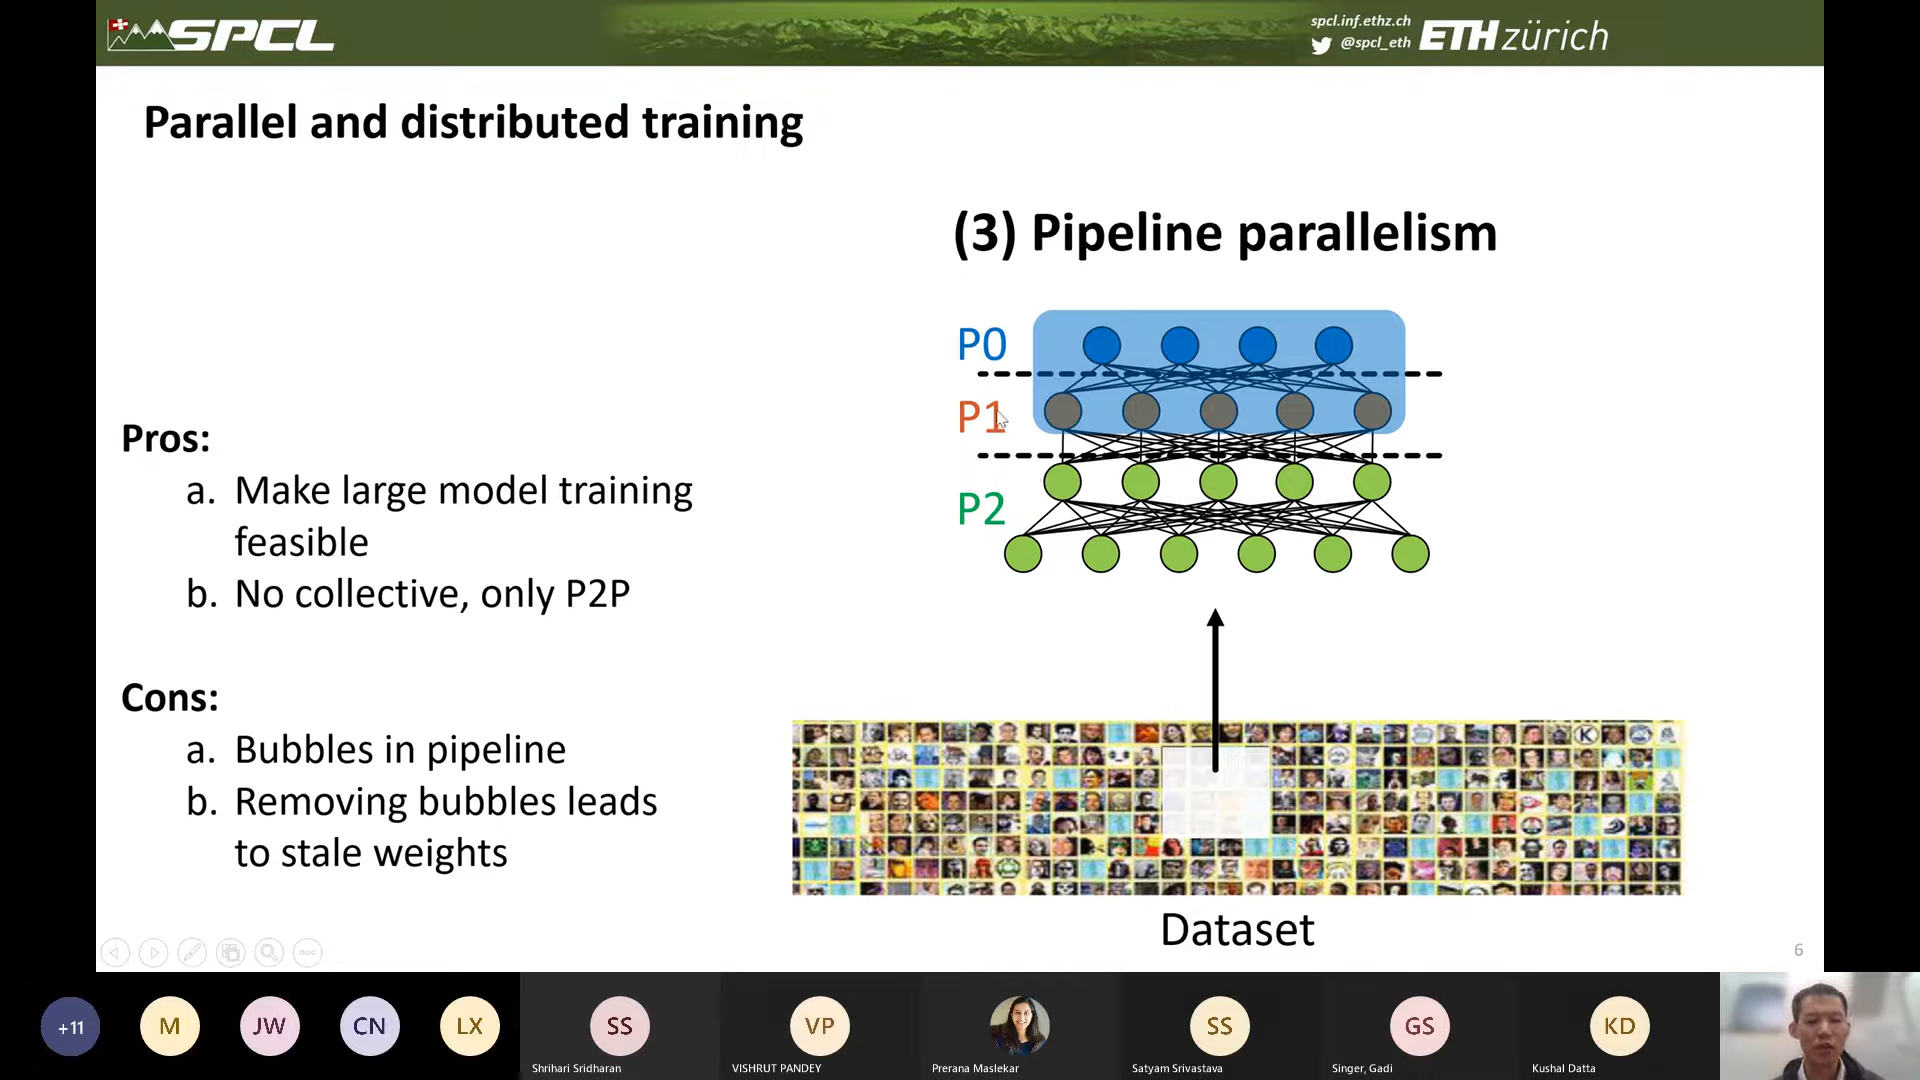 SPCL
spcl.inf.ethz.ch
@spcl_eth
ETH zürich
Parallel and distributed training
(3) Pipeline parallelism
P0
P1
P2
Pros:
a. Make large model training
feasible
b. No collective, only P2P
Cons:
a. Bubbles in pipeline
b. Removing bubbles leads
to stale weights
K
Dataset
6
+11
M
JW
CN
LX
SS
VP
SS
GS
KD
Shrihari Sridharan
VISHRUT PANDEY
Prerana Maslekar
Satyam Srivastava
Singer, Gadi
Kushal Datta